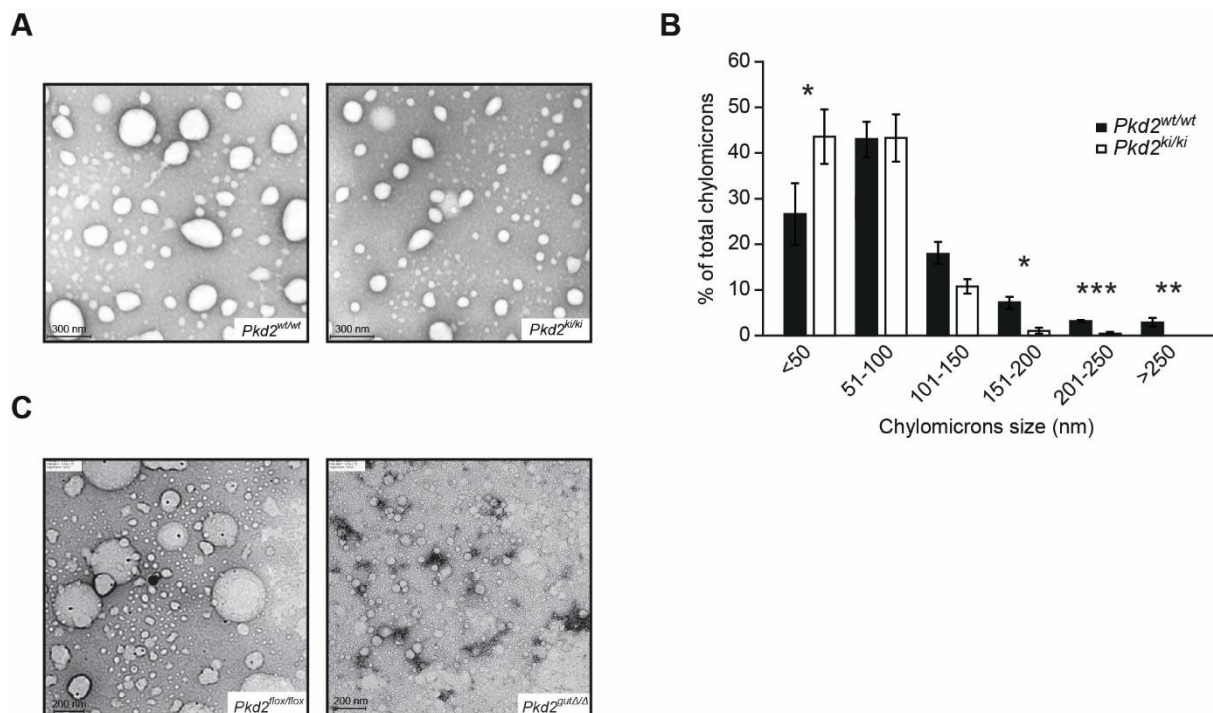 A
300 nm
Pkd2wt/wt
300 nm
Pkd2ki/ki
B
60
50
40
30
20
10
0
% of total chylomicrons
*
*
***
**
Pkd2wt/wt
Pkd2ki/ki
<50
51-100
101-150
151-200
201-250
>250
Chylomicrons size (nm)
C
200 nm
Pkd2flox/flox
200 nm
Pkd2gutΔ/Δ